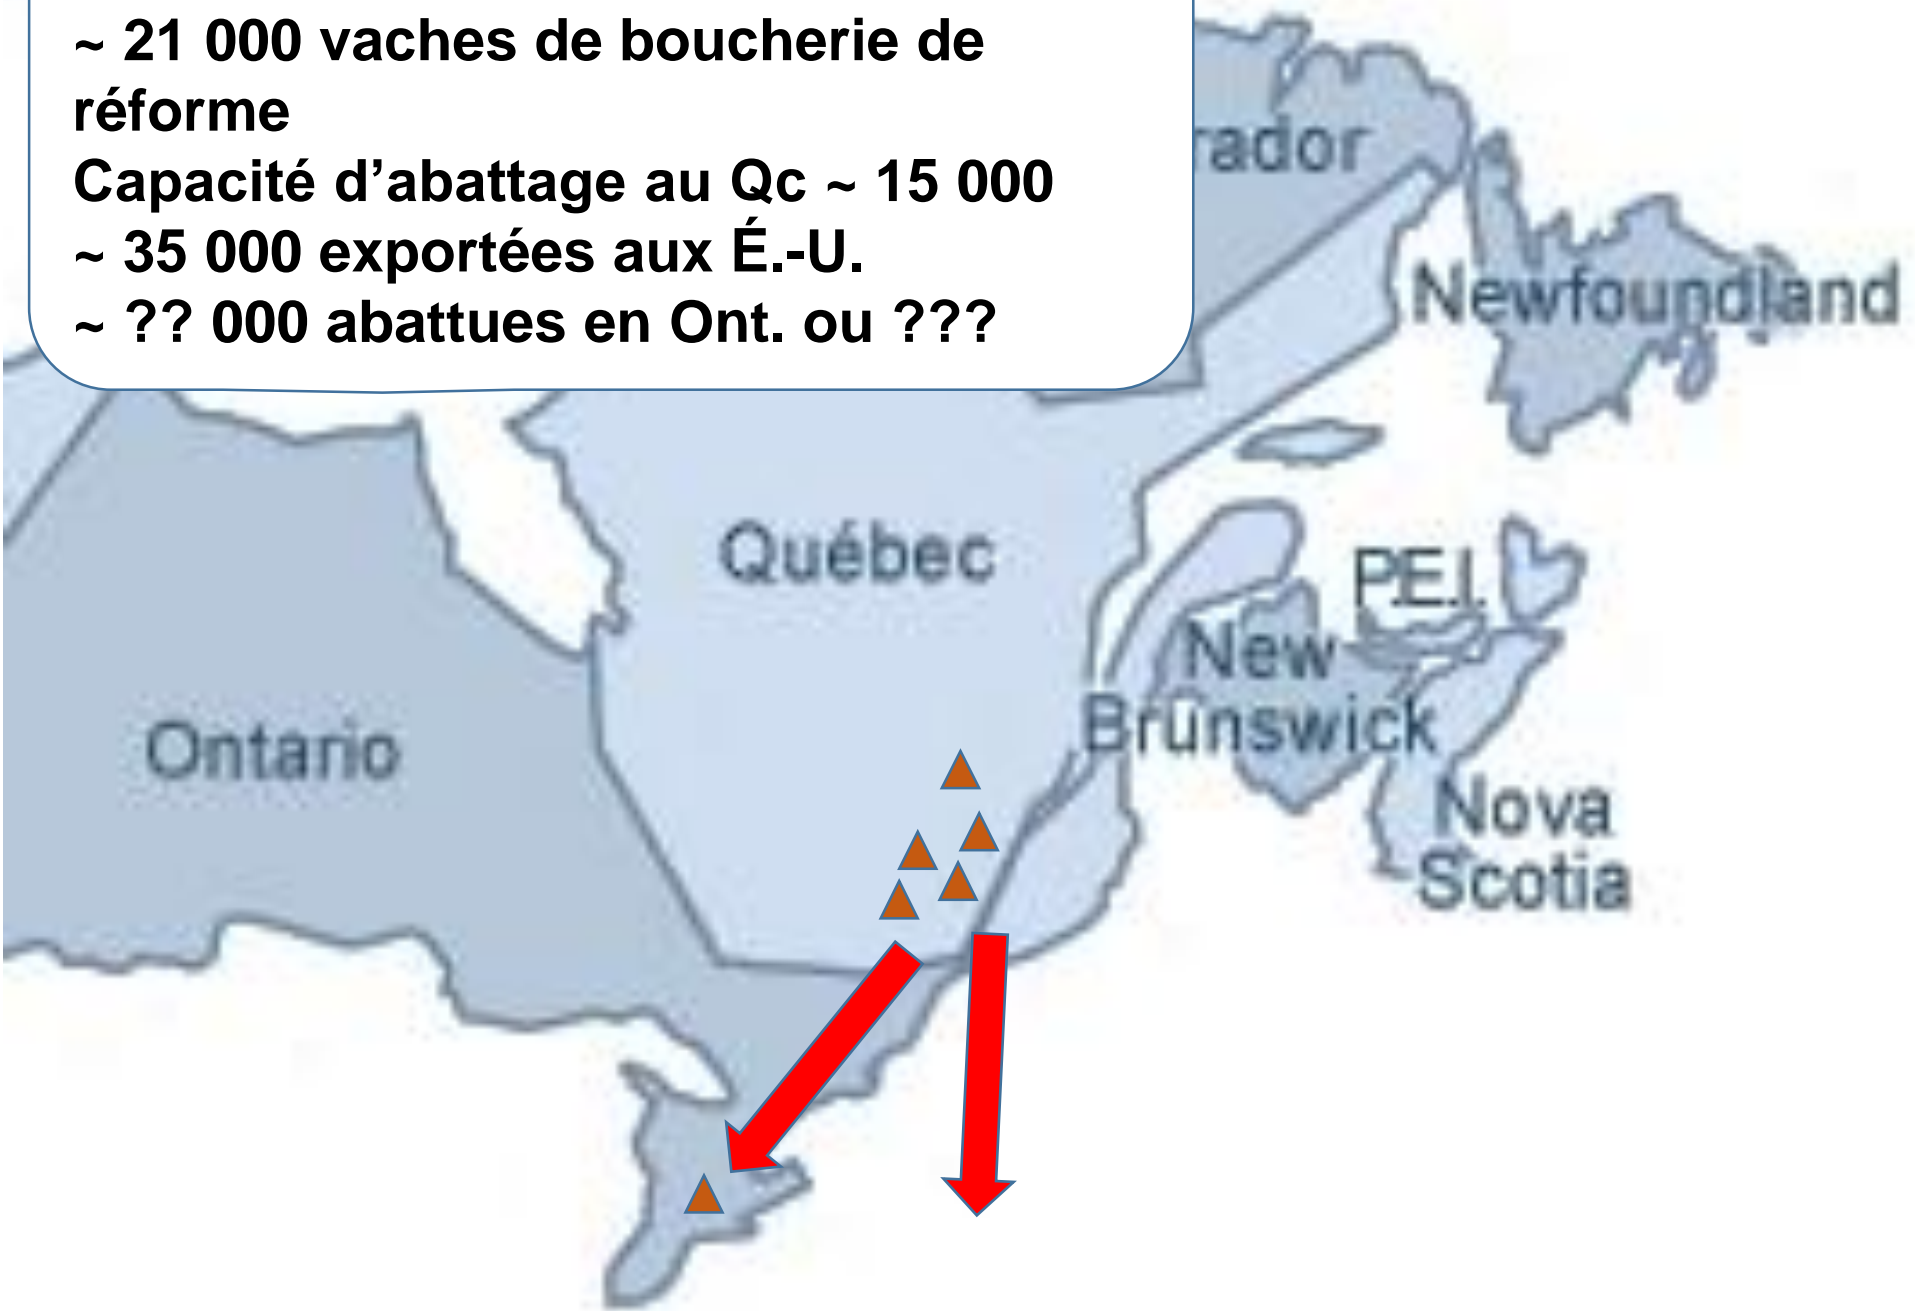 ~ 21 000 vaches de boucherie de
réforme
Capacité d’abattage au Qc ~ 15 000
~ 35 000 exportées aux É.-U.
~ ?? 000 abattues en Ont. ou ???
rador
Newfoundland
Québec
P.E.I.
New
Brunswick
Ontario
Nova
Scotia